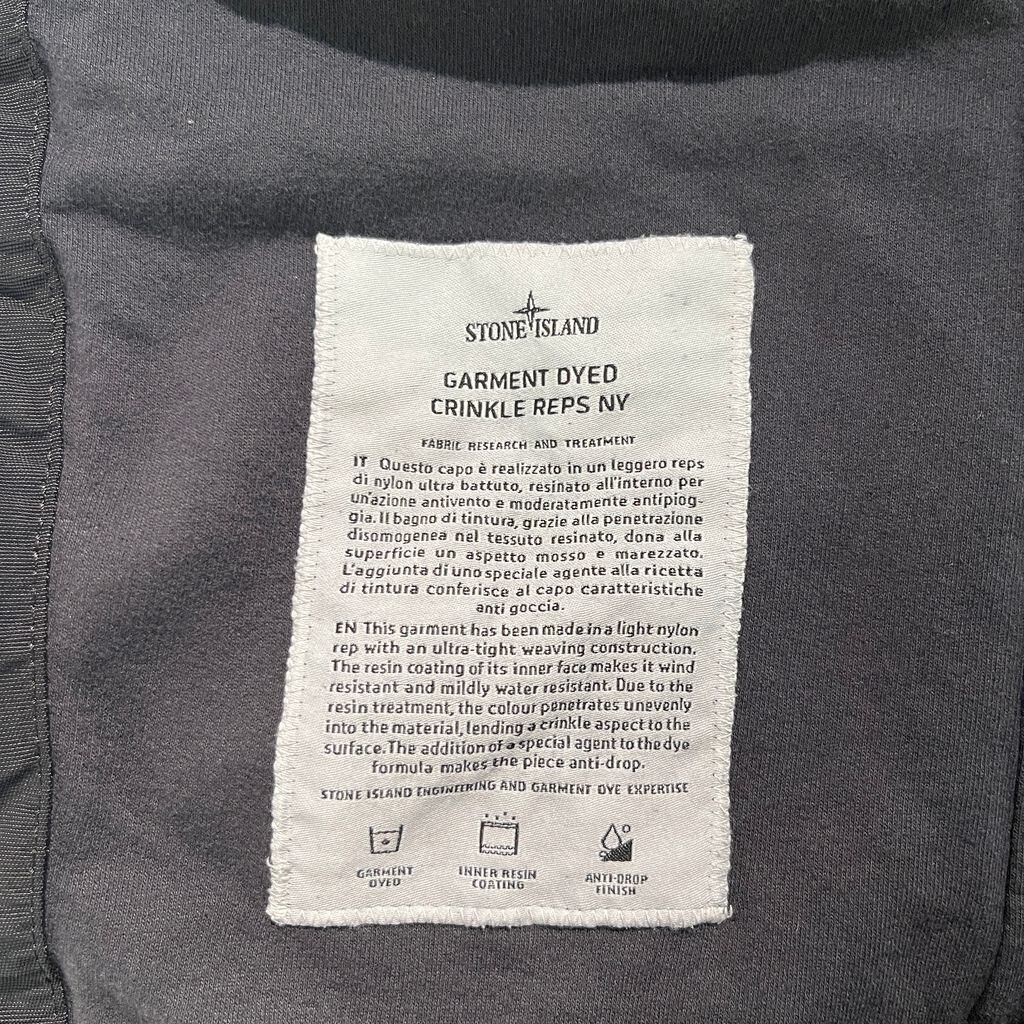 STONE ISLAND
GARMENT DYED
CRINKLE REPS NY
FABRIC RESEARCH AND TREATMENT
IT Questo capo è realizzato in un leggero reps
di nylon ultra battuto, resinato all'interno per
un'azione antivento e moderatamente antipiog-
gia. Il bagno di tintura, grazie alla penetrazione
disomogenea nel tessuto resinato, dona alla
superficie un aspetto mosso e marezzato.
L'aggiunta di uno speciale agente alla ricetta
di tintura conferisce al capo caratteristiche
anti goccia.
EN This garment has been made in a light nylon
rep with an ultra-tight weaving construction.
The resin coating of its inner face makes it wind
resistant and mildly water resistant. Due to the
resin treatment, the colour penetrates unevenly
into the material, lending a crinkle aspect to the
surface. The addition of a special agent to the dye
formula makes the piece anti-drop.
STONE ISLAND ENGINEERING AND GARMENT DYE EXPERTISE
GARMENT
DYED
INNER RESIN
COATING
ANTI-DROP
FINISH